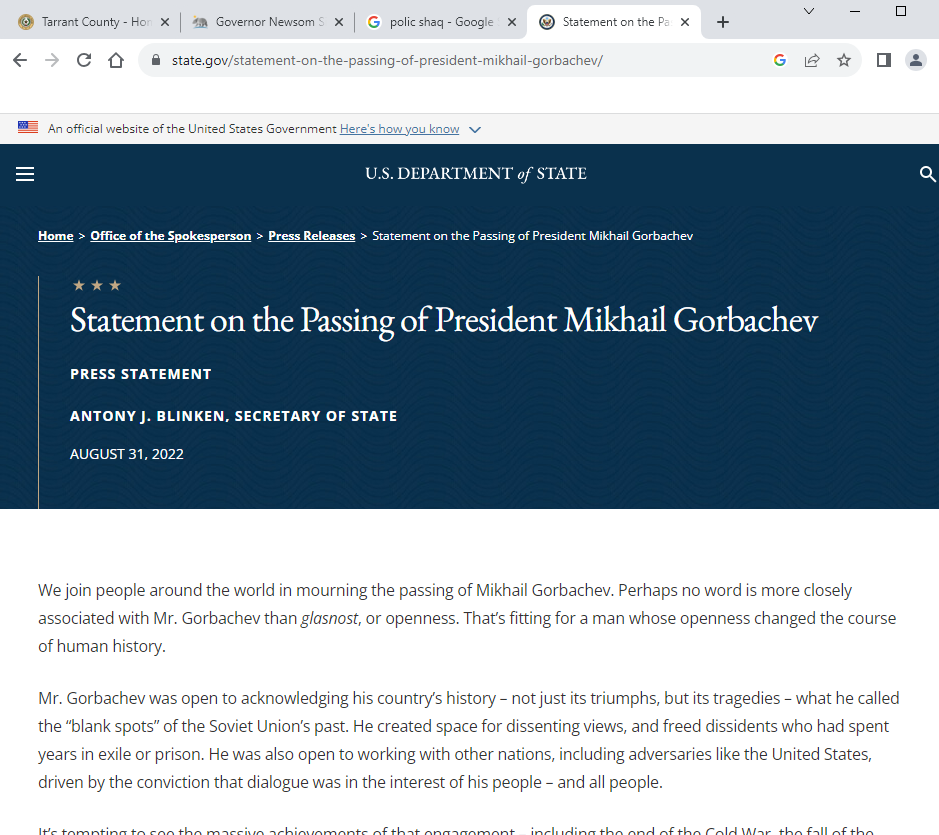 Tarrant County - Hom
Governor Newsom S
polic shaq - Google S
Statement on the Pa
state.gov/statement-on-the-passing-of-president-mikhail-gorbachev/
An official website of the United States Government Here's how you know
U.S. DEPARTMENT of STATE
Home > Office of the Spokesperson > Press Releases > Statement on the Passing of President Mikhail Gorbachev
Statement on the Passing of President Mikhail Gorbachev
PRESS STATEMENT
ANTONY J. BLINKEN, SECRETARY OF STATE
AUGUST 31, 2022
We join people around the world in mourning the passing of Mikhail Gorbachev. Perhaps no word is more closely
associated with Mr. Gorbachev than glasnost, or openness. That’s fitting for a man whose openness changed the course
of human history.
Mr. Gorbachev was open to acknowledging his country’s history – not just its triumphs, but its tragedies – what he called
the “blank spots” of the Soviet Union’s past. He created space for dissenting views, and freed dissidents who had spent
years in exile or prison. He was also open to working with other nations, including adversaries like the United States,
driven by the conviction that dialogue was in the interest of his people – and all people.
It’s tempting to see the massive achievements of that engagement – including the end of the Cold War, the fall of the